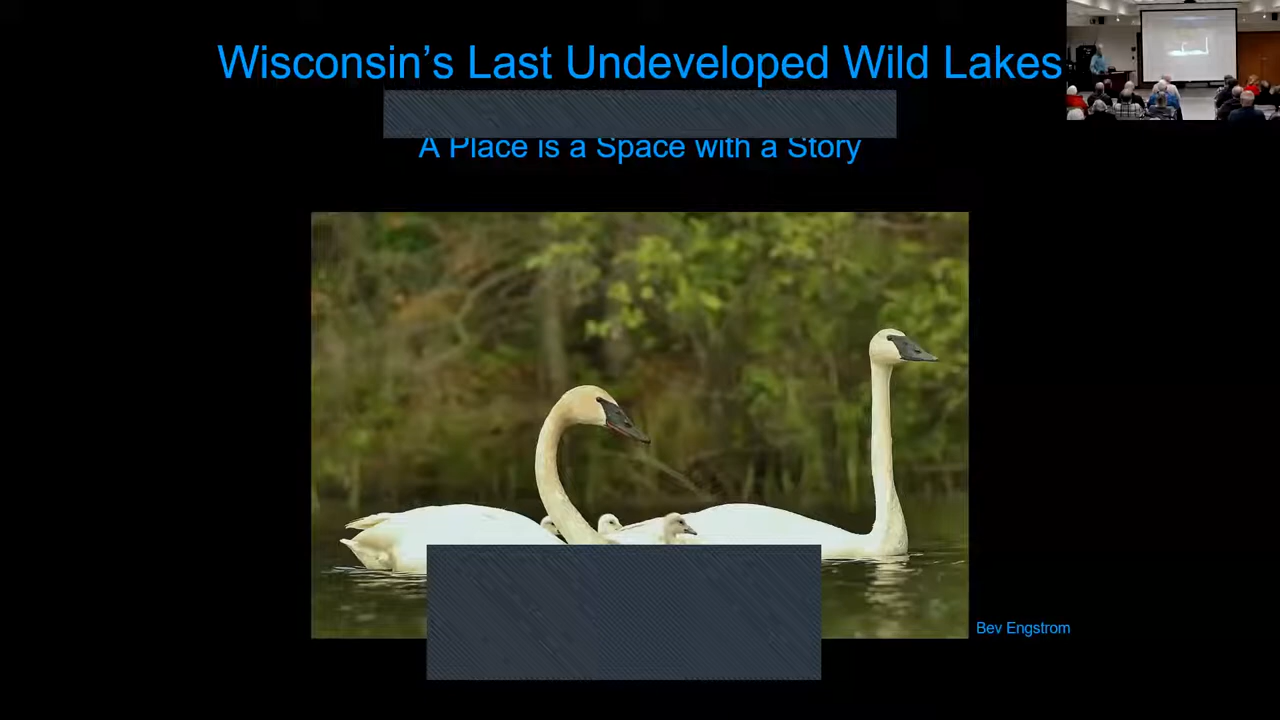 Wisconsin’s Last Undeveloped Wild Lakes
A Place is a Space with a Story
Bev Engstrom